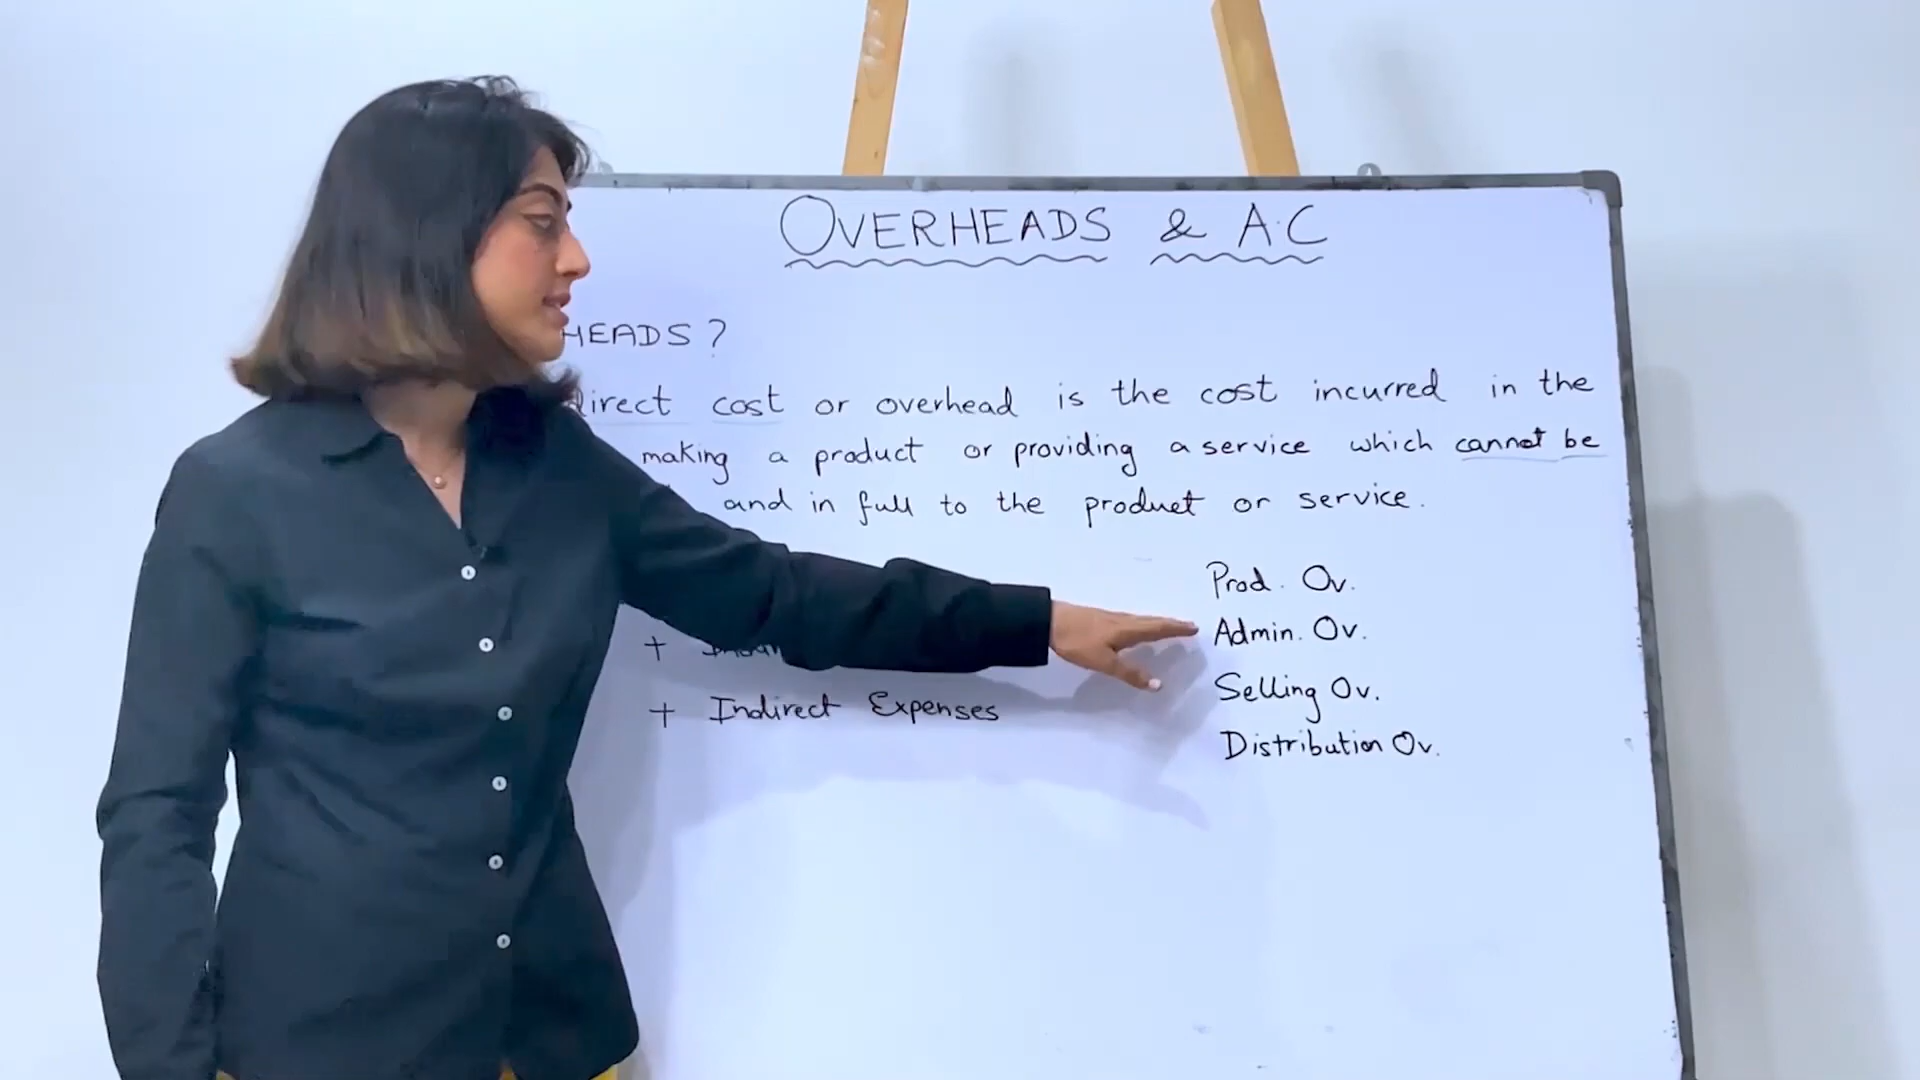 OVERHEADS & A.C
HEADS?
direct cost or overhead is the cost incurred in the
making a product or providing a service which cannot be
and in full to the product or service.
Prod. Ov.
+
Admin. Ov.
+ Indirect Expenses
Selling Ov.
Distribution Ov.